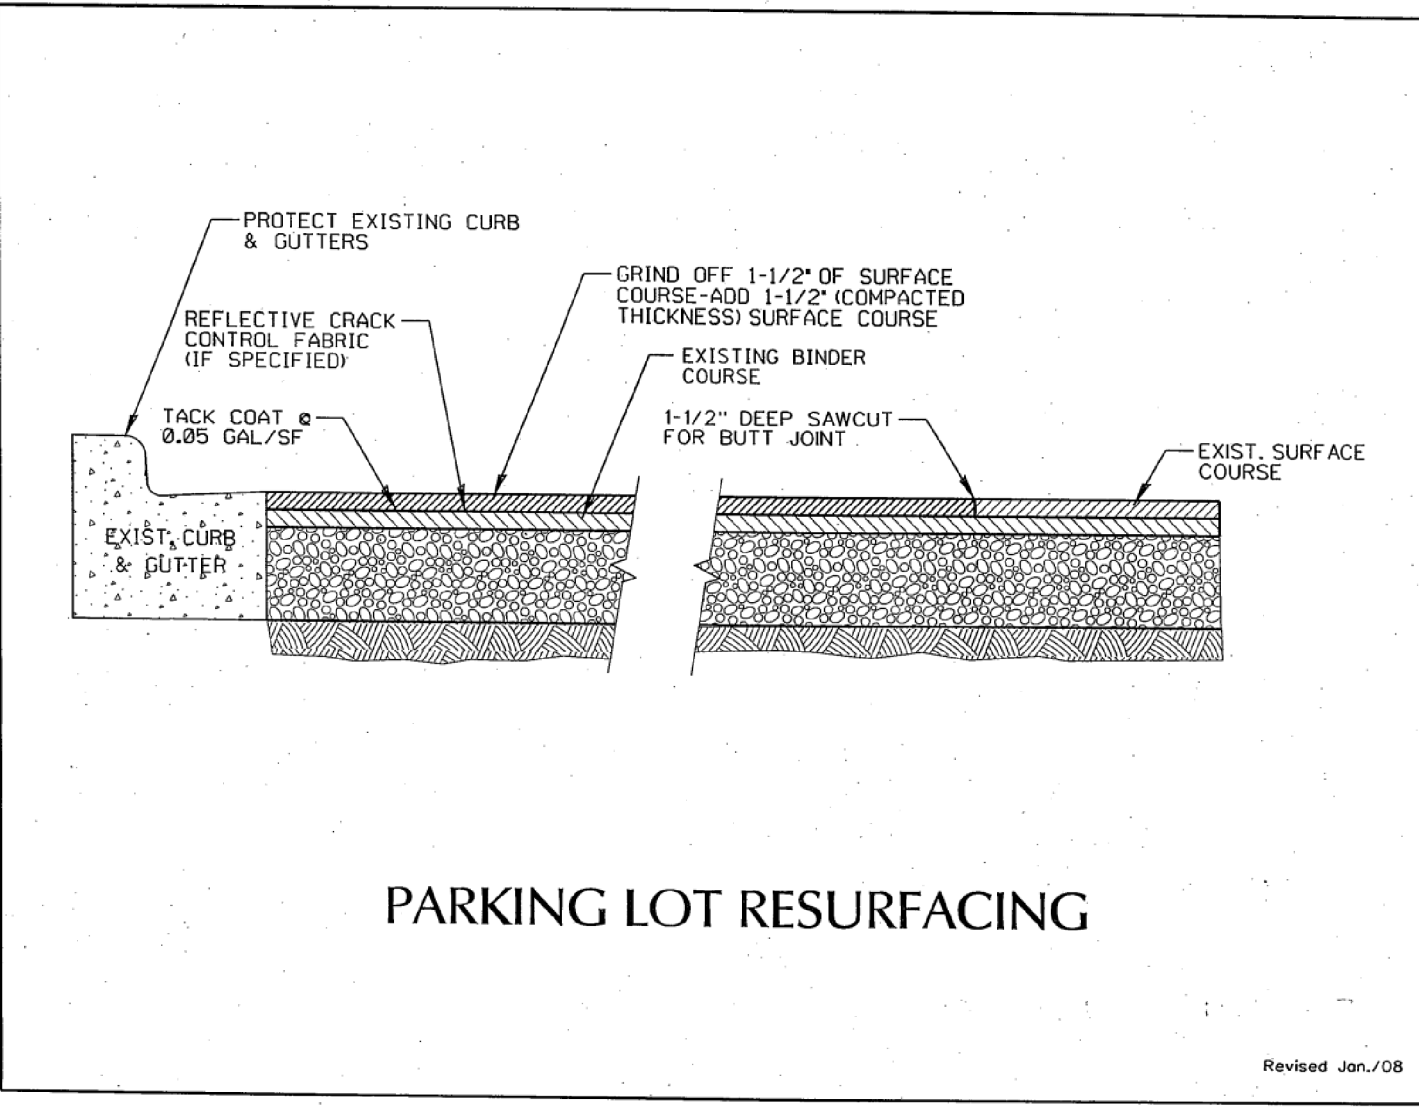 PROTECT EXISTING CURB
& GUTTERS
GRIND OFF 1-1/2" OF SURFACE
COURSE-ADD 1-1/2" (COMPACTED
THICKNESS) SURFACE COURSE
REFLECTIVE CRACK
CONTROL FABRIC
(IF SPECIFIED)
EXISTING BINDER
COURSE
TACK COAT @
0.05 GAL/SF
1-1/2" DEEP SAWCUT
FOR BUTT JOINT
EXIST. SURFACE
COURSE
EXIST. CURB
& GUTTER
PARKING LOT RESURFACING
Revised Jan./08